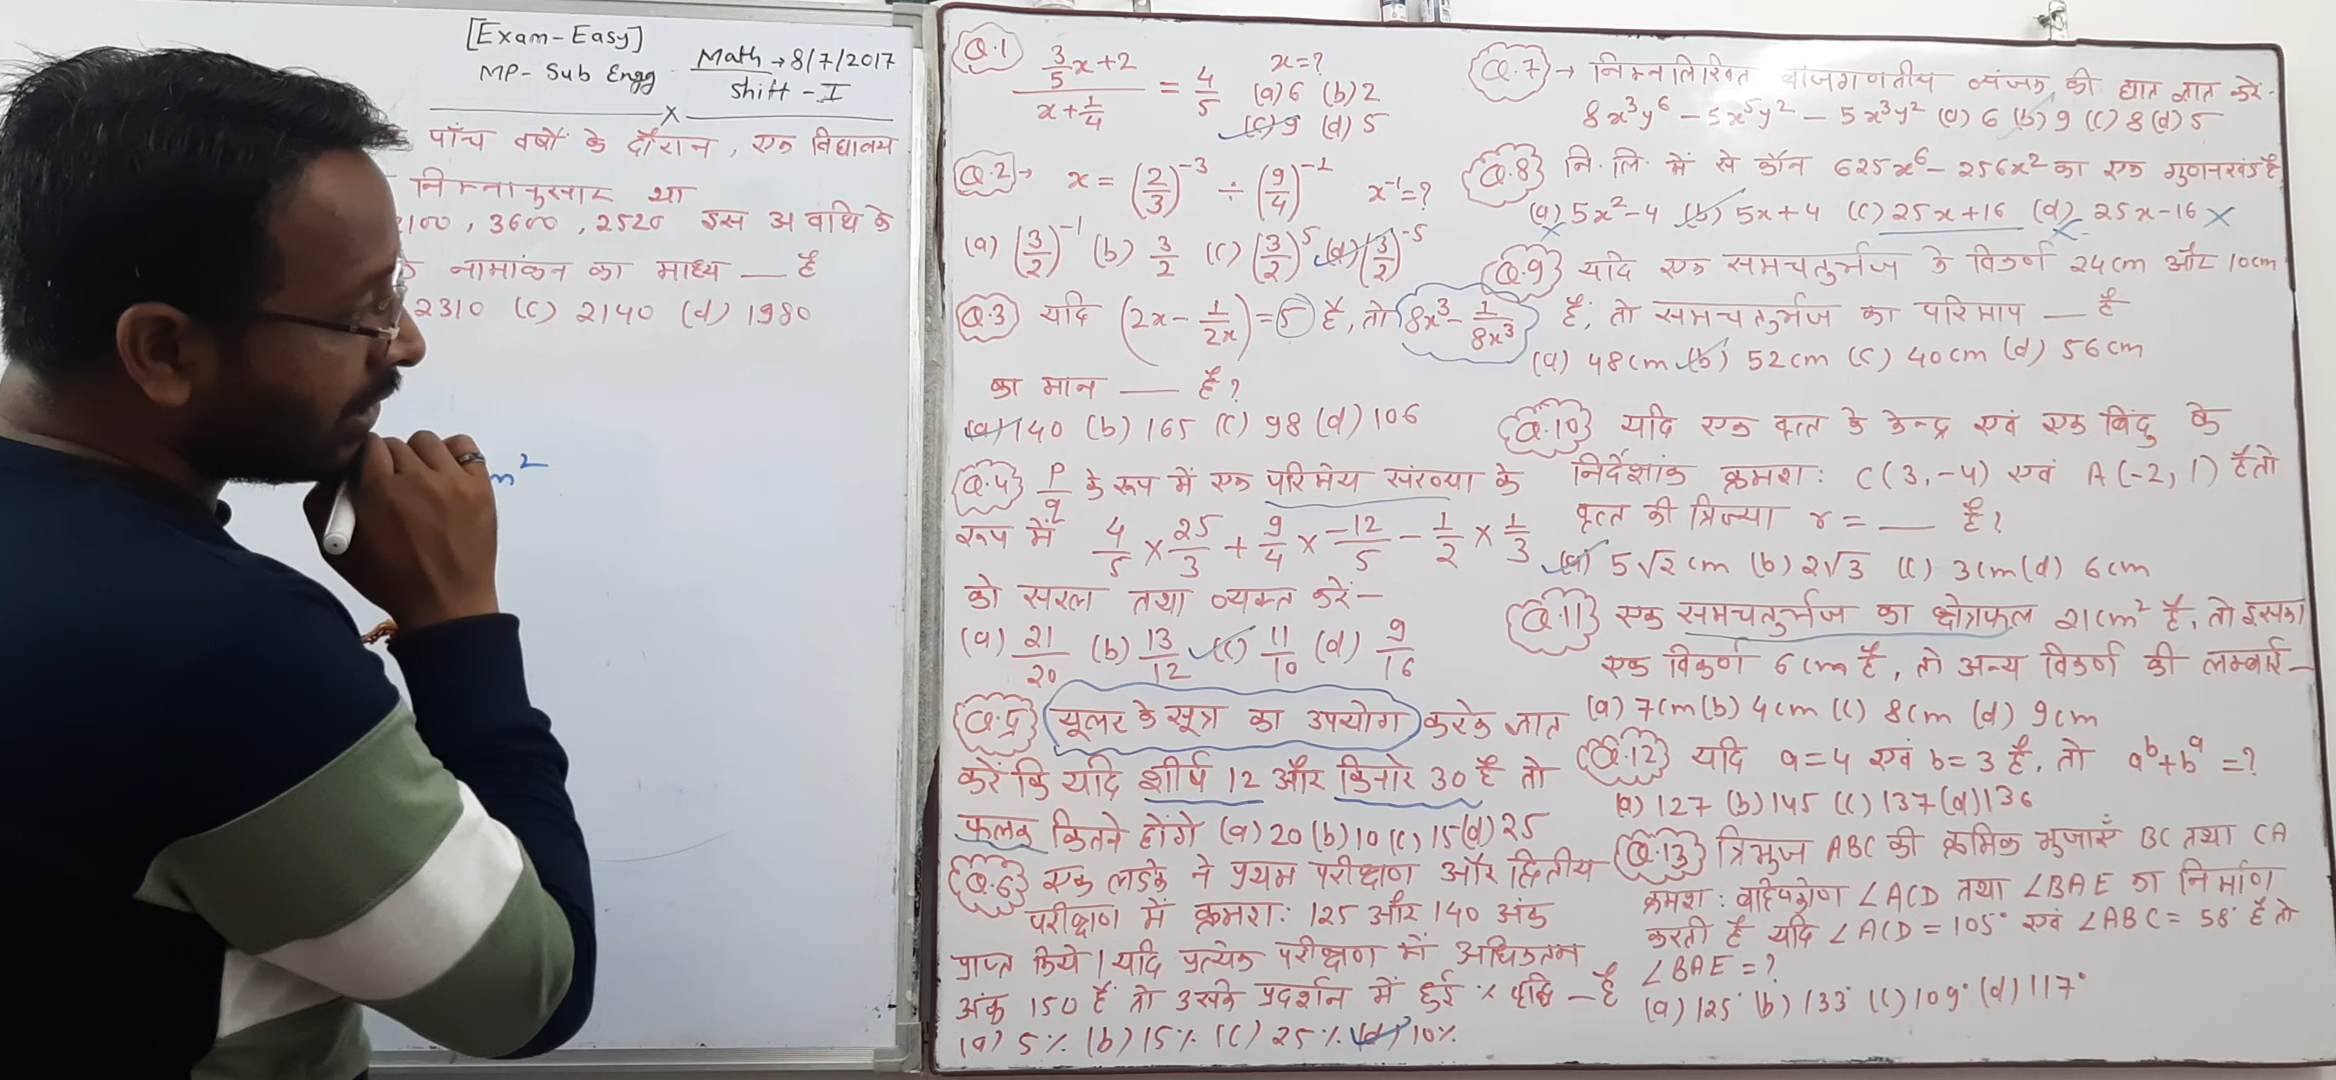 [Exam-Easy]
MP- Sub Engg
Math → 8/7/2017
Shift - I
x
पाँच वर्षों के दौरान, एक विद्यालय
निम्नानुसार था
2100, 3600, 2520 इस अवधि के
नामांकन का माध्य — है
2310 (c) 2140 (d) 1980
m²
Q.1 (3/5 x+2)/(x+1/4) = 4/5 x=?
(a) 6 (b) 2
(c) 9 (d) 5
Q.2 → x = (2/3)⁻³ ÷ (9/4)⁻¹ x⁻¹=?
(a) (3/2)⁻¹ (b) 3/2 (c) (3/2)⁵ (d) (3/2)⁻⁵
Q.3 यदि (2x - 1/2x) = 5 है, तो 8x³ - 1/8x³
का मान — है?
(a) 140 (b) 165 (c) 98 (d) 106
Q.4 P/q के रूप में एक परिमेय संख्या के
रूप में 4/5 × 25/3 + 9/4 × -12/5 - 1/2 × 1/3
को सरल तथा व्यक्त करें-
(a) 21/20 (b) 13/12 (c) 11/10 (d) 9/16
Q.5 यूलर के सूत्र का उपयोग करके ज्ञात
करें कि यदि शीर्ष 12 और किनारे 30 है तो
फलक कितने होंगे (a) 20 (b) 10 (c) 15 (d) 25
Q.6 एक लडके ने प्रथम परीक्षण और द्वितीय
परीक्षण में क्रमश: 125 और 140 अंक
प्राप्त किये। यदि प्रत्येक परीक्षण में अधिकतम
अंक 150 हैं तो उसके प्रदर्शन में हुई % वृद्धि — है
(a) 5% (b) 15% (c) 25% (d) 10%
Q.7 → निम्नलिखित बीजगणतीय व्यंजक की घात ज्ञात करें-
8x³y⁶ - 5x⁵y² - 5x³y² (a) 6 (b) 9 (c) 8 (d) 5
Q.8 नि. लि. में से कौन 625x⁶ - 256x² का एक गुणनखंड है
(a) 5x²-4 (b) 5x+4 (c) 25x+16 (d) 25x-16
Q.9 यदि एक समचतुर्भुज के विकर्ण 24cm और 10cm
है, तो समचतुर्भुज का परिमाप — है
(a) 48cm (b) 52cm (c) 40cm (d) 56cm
Q.10 यदि एक वृत्त के केन्द्र एवं एक बिंदु के
निर्देशांक क्रमश: C(3,-4) एवं A(-2,1) है तो
वृत्त की त्रिज्या r = — है?
(a) 5√2 cm (b) 2√3 (c) 3cm (d) 6cm
Q.11 एक समचतुर्भुज का क्षेत्रफल 21cm² है, तो इसका
एक विकर्ण 6cm है, तो अन्य विकर्ण की लम्बाई-
(a) 7cm (b) 4cm (c) 8cm (d) 9cm
Q.12 यदि a=4 एवं b=3 है, तो aᵇ+bᵃ =?
(a) 127 (b) 145 (c) 137 (d) 136
Q.13 त्रिभुज ABC की क्रमिक भुजाएँ BC तथा CA
क्रमश: बहिष्कोण ∠ACD तथा ∠BAE का निर्माण
करती है यदि ∠ACD = 105° एवं ∠ABC = 58° है तो
∠BAE = ?
(a) 125° (b) 133° (c) 109° (d) 117°